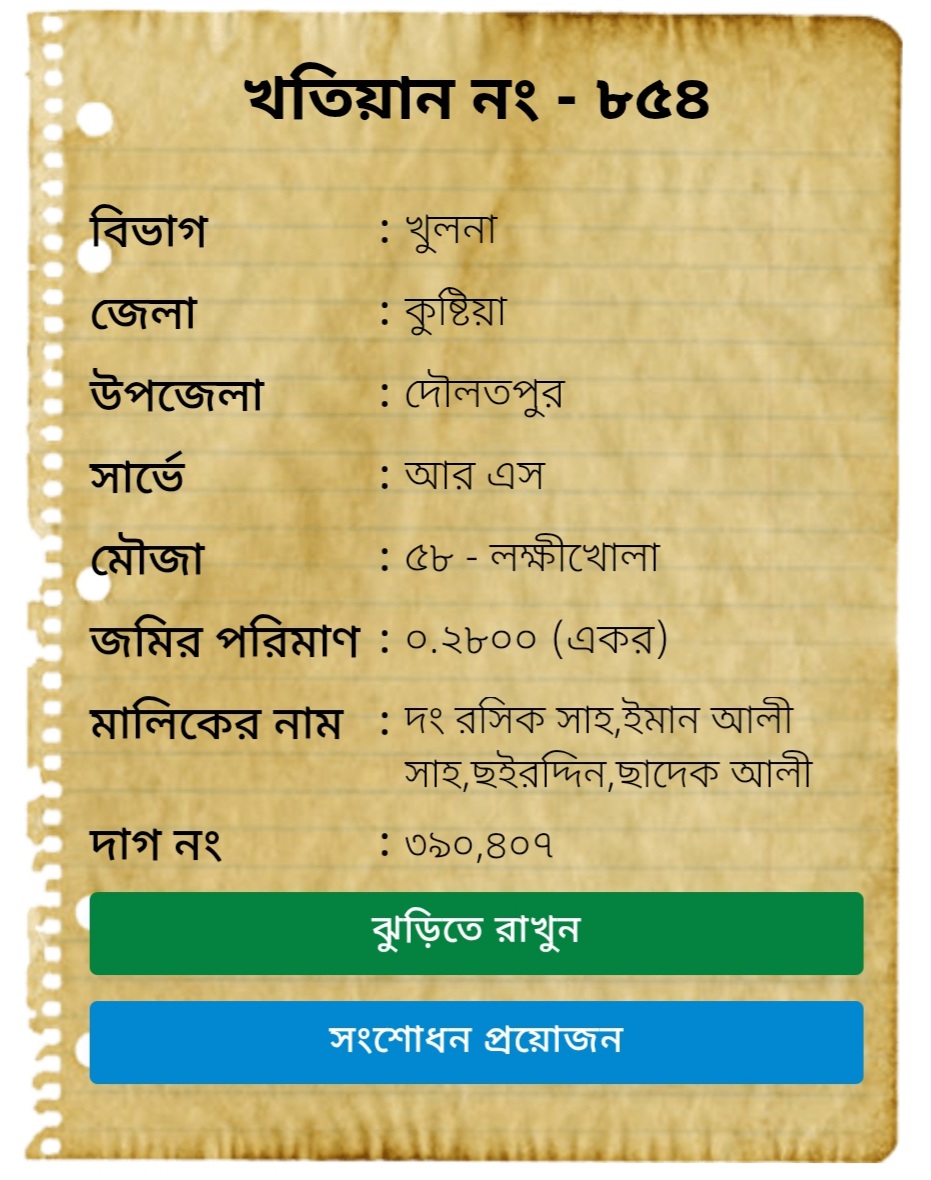 খতিয়ান নং - ৮৫৪
বিভাগ : খুলনা
জেলা : কুষ্টিয়া
উপজেলা : দৌলতপুর
সার্ভে : আর এস
মৌজা : ৫৮ - লক্ষীখোলা
জমির পরিমাণ : ০.২৮০০ (একর)
মালিকের নাম : দং রসিক সাহ,ইমান আলী
সাহ,ছইরদ্দিন,ছাদেক আলী
দাগ নং : ৩৯০,৪০৭
ঝুড়িতে রাখুন
সংশোধন প্রয়োজন